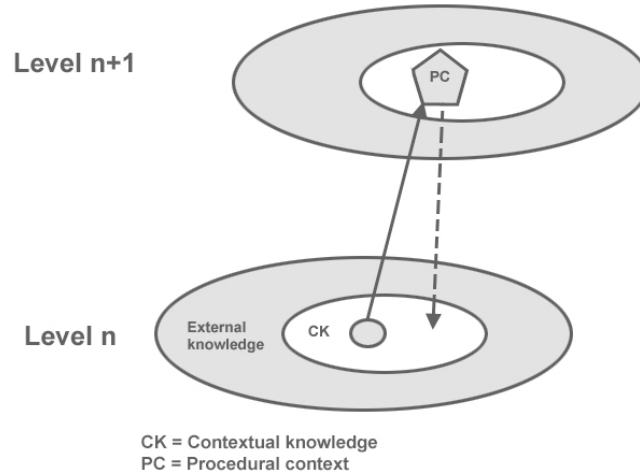 Level n+1
PC
Level n
External
knowledge
CK
CK = Contextual knowledge
PC = Procedural context